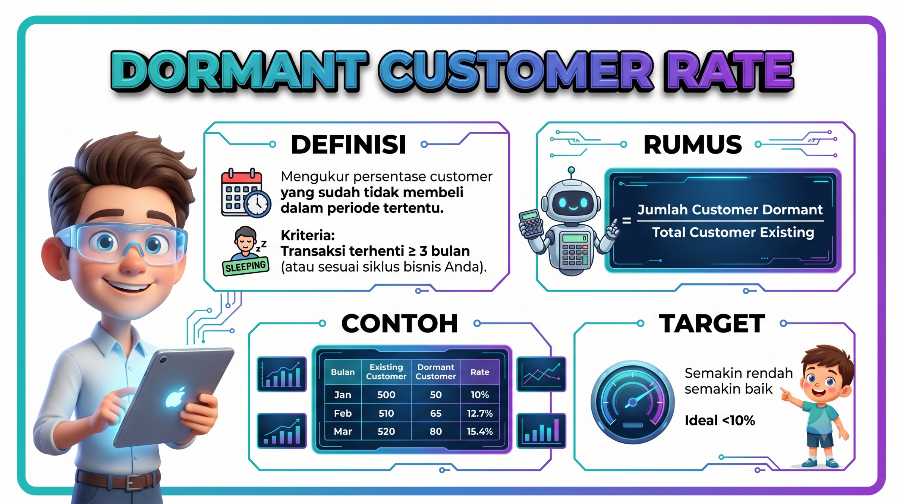 DORMANT CUSTOMER RATE
DEFINISI
Mengukur persentase customer
yang sudah tidak membeli
dalam periode tertentu.
SLEEPING
Z Z Z
Kriteria:
Transaksi terhenti ≥ 3 bulan
(atau sesuai siklus bisnis Anda).
RUMUS
= Jumlah Customer Dormant
Total Customer Existing
CONTOH
Bulan Existing Customer Dormant Customer Rate
Jan 500 50 10%
Feb 510 65 12.7%
Mar 520 80 15.4%
TARGET
Semakin rendah
semakin baik
Ideal <10%